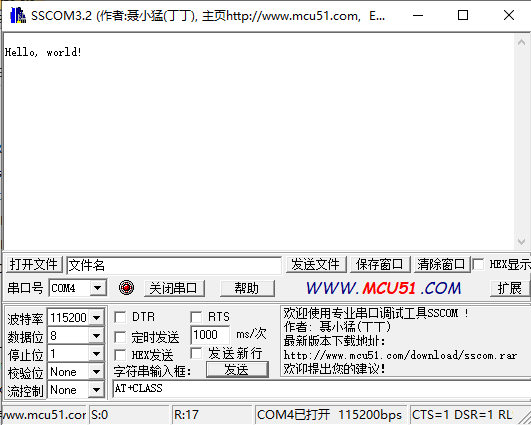 SSCOM3.2 (作者:聂小猛(丁丁), 主页http://www.mcu51.com, E...
Hello, world!
打开文件 文件名 发送文件 保存窗口 清除窗口 HEX显示
串口号 COM4 关闭串口 帮助 WWW.MCU51.COM 扩展
波特率 115200
数据位 8
停止位 1
校验位 None
流控制 None
DTR RTS
定时发送 1000 ms/次
HEX发送 发送新行
字符串输入框: 发送
AT+CLASS
欢迎使用专业串口调试工具SSCOM !
作者: 聂小猛(丁丁)
最新版本下载地址:
http://www.mcu51.com/download/sscom.rar
欢迎提出您的建议!
www.mcu51.cor S:0 R:17 COM4已打开 115200bps CTS=1 DSR=1 RL